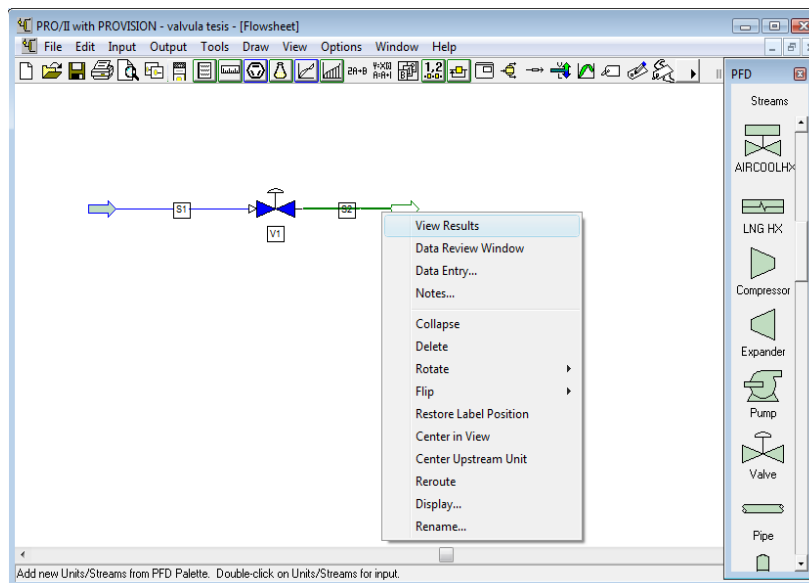 PRO/II with PROVISION - valvula tesis - [Flowsheet]
File Edit Input Output Tools Draw View Options Window Help
PFD
Streams
AIRCOOLHX
LNG HX
Compressor
Expander
Pump
Valve
Pipe
S1
V1
S2
View Results
Data Review Window
Data Entry...
Notes...
Collapse
Delete
Rotate
Flip
Restore Label Position
Center in View
Center Upstream Unit
Reroute
Display...
Rename...
Add new Units/Streams from PFD Palette. Double-click on Units/Streams for input.